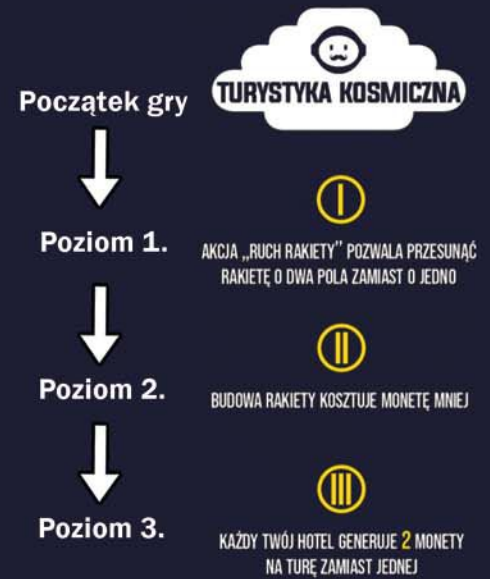 TURYSTYKA KOSMICZNA
Początek gry
I
Poziom 1.
AKCJA „RUCH RAKIETY” POZWALA PRZESUNĄĆ
RAKIETĘ O DWA POLA ZAMIAST O JEDNO
II
Poziom 2.
BUDOWA RAKIETY KOSZTUJE MONETĘ MNIEJ
III
Poziom 3.
KAŻDY TWÓJ HOTEL GENERUJE 2 MONETY
NA TURĘ ZAMIAST JEDNEJ